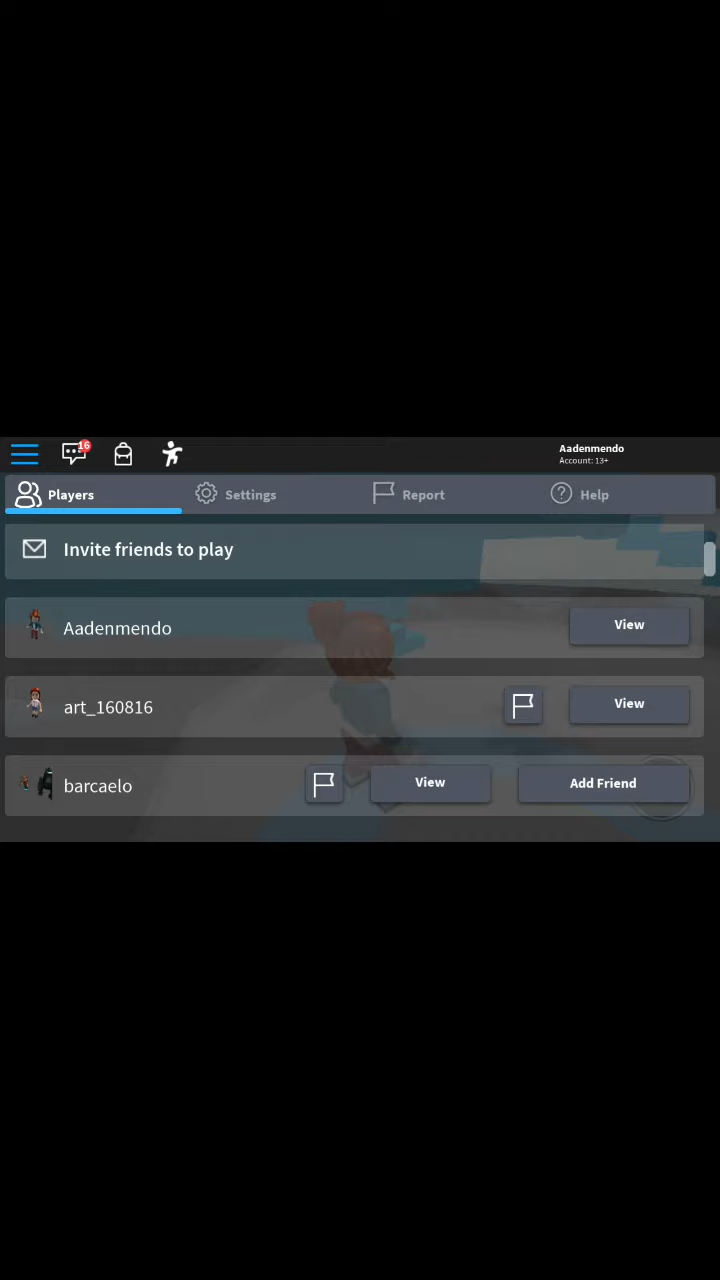 16
Aadenmendo
Account: 13+
Players Settings Report Help
Invite friends to play
Aadenmendo View
art_160816 View
barcaelo View Add Friend